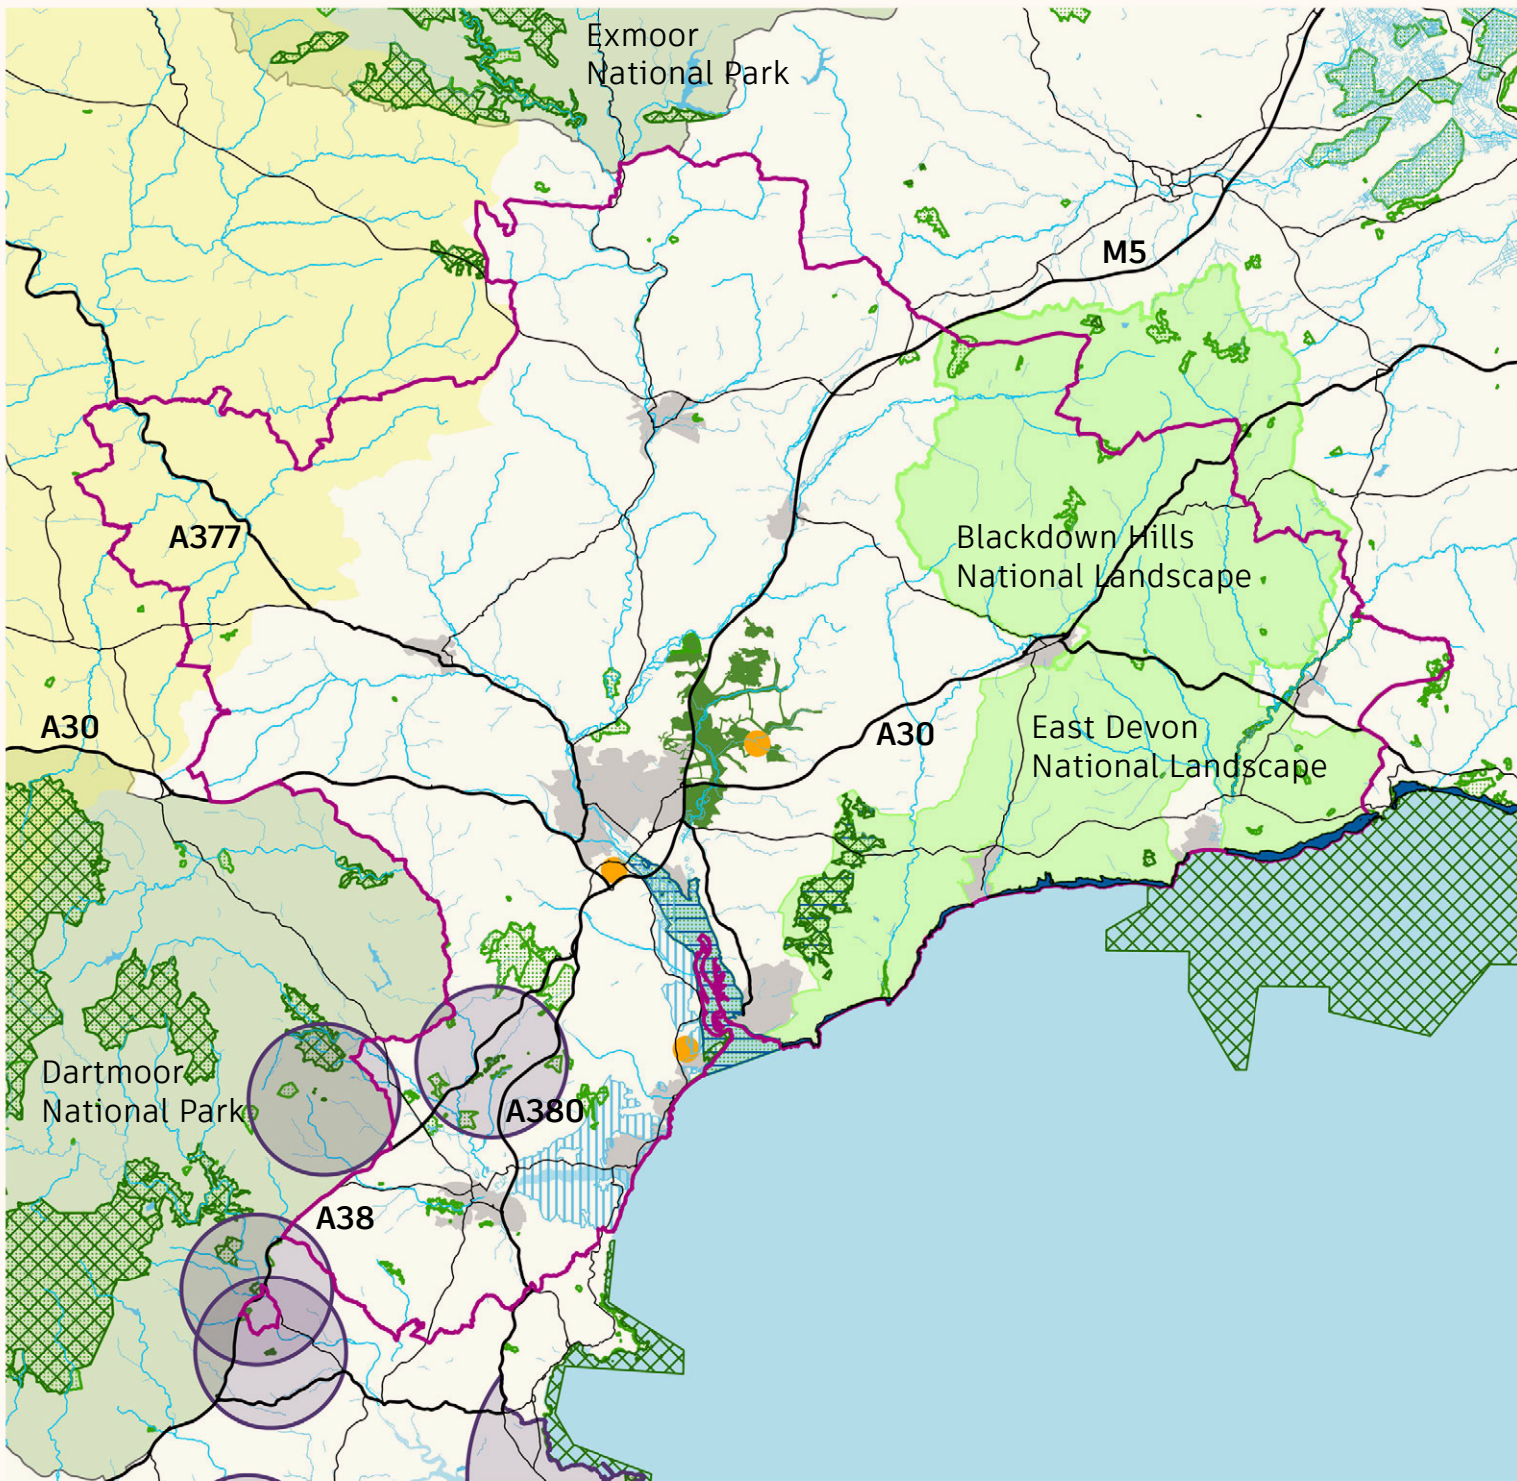 Exmoor
National Park
M5
A377
Blackdown Hills
National Landscape
A30
A30
East Devon
National Landscape
Dartmoor
National Park
A380
A38